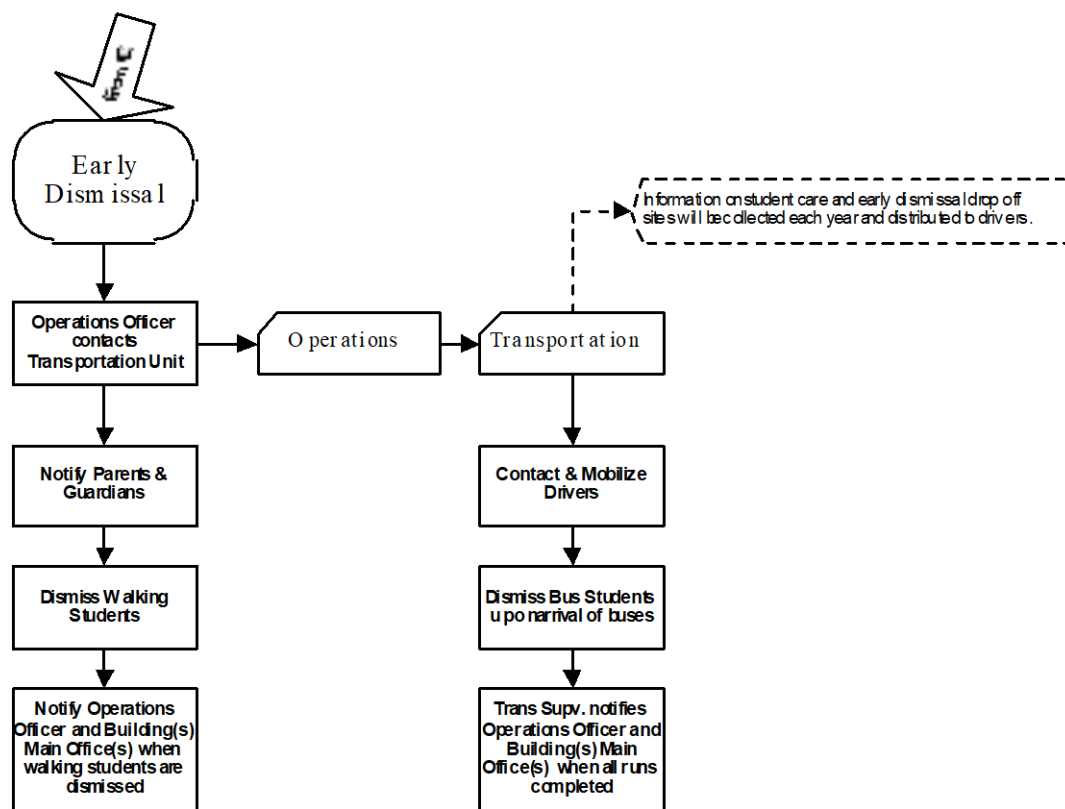 Early
Dismissal
Information on student care and early dismissal drop off
sites will be collected each year and distributed to drivers.
Operations Officer
contacts
Transportation Unit
Operations
Transportation
Notify Parents &
Guardians
Contact & Mobilize
Drivers
Dismiss Walking
Students
Dismiss Bus Students
upon arrival of buses
Notify Operations
Officer and Building(s)
Main Office(s) when
walking students are
dismissed
Trans Supv. notifies
Operations Officer and
Building(s) Main
Office(s) when all runs
completed